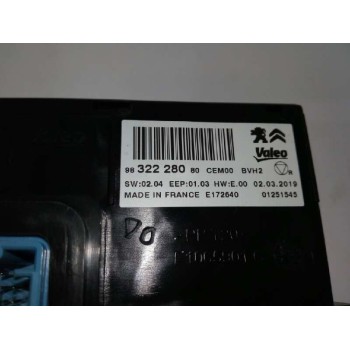 Valeo
98 322 280 80 CEM00 BVH2
SW:02.04 EEP:01.03 HW:E.00 02.03.2019
MADE IN FRANCE E172640 01251545